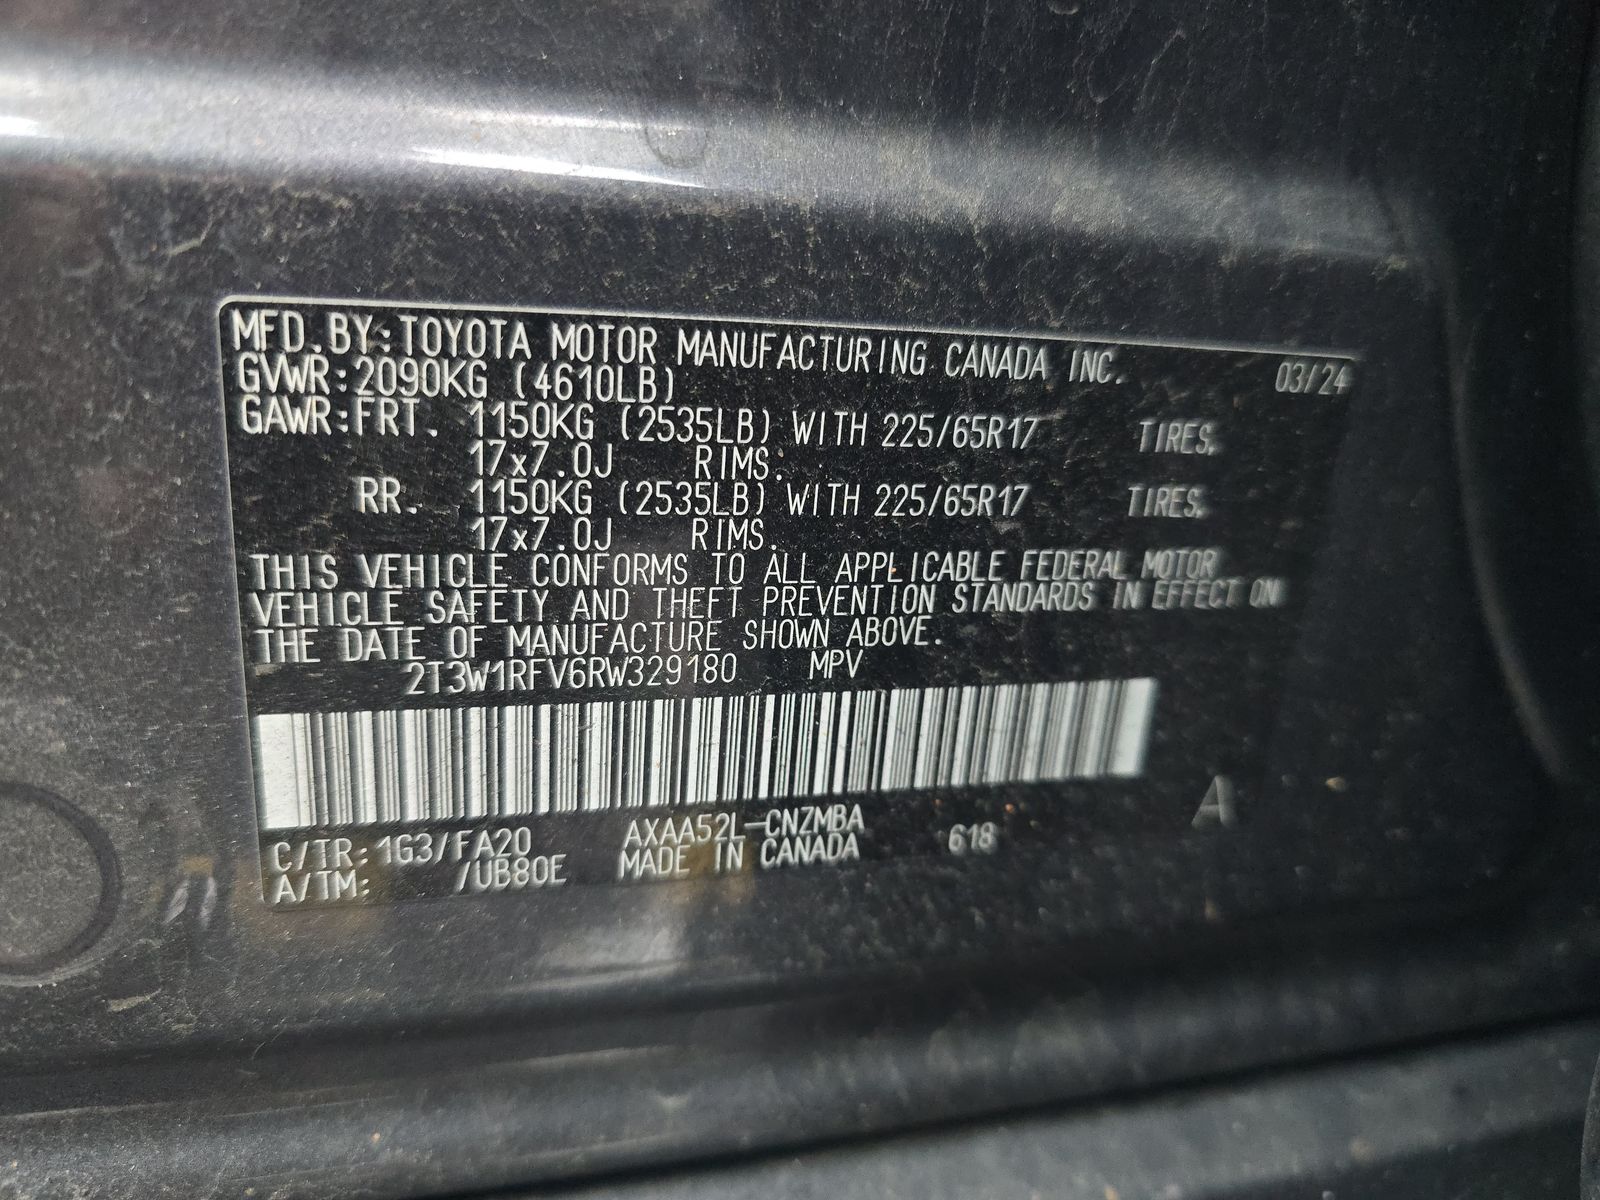 MFD.BY:TOYOTA MOTOR MANUFACTURING CANADA INC. 03/24
GVWR:2090KG (4610LB)
GAWR:FRT. 1150KG (2535LB) WITH 225/65R17 TIRES,
17x7.0J RIMS.
RR. 1150KG (2535LB) WITH 225/65R17 TIRES,
17x7.0J RIMS.
THIS VEHICLE CONFORMS TO ALL APPLICABLE FEDERAL MOTOR
VEHICLE SAFETY AND THEFT PREVENTION STANDARDS IN EFFECT ON
THE DATE OF MANUFACTURE SHOWN ABOVE.
2T3W1RFV6RW329180 MPV
A
C/TR:1G3/FA20 AXAA52L-CNZMBA 618
A/TM: /UB80E MADE IN CANADA